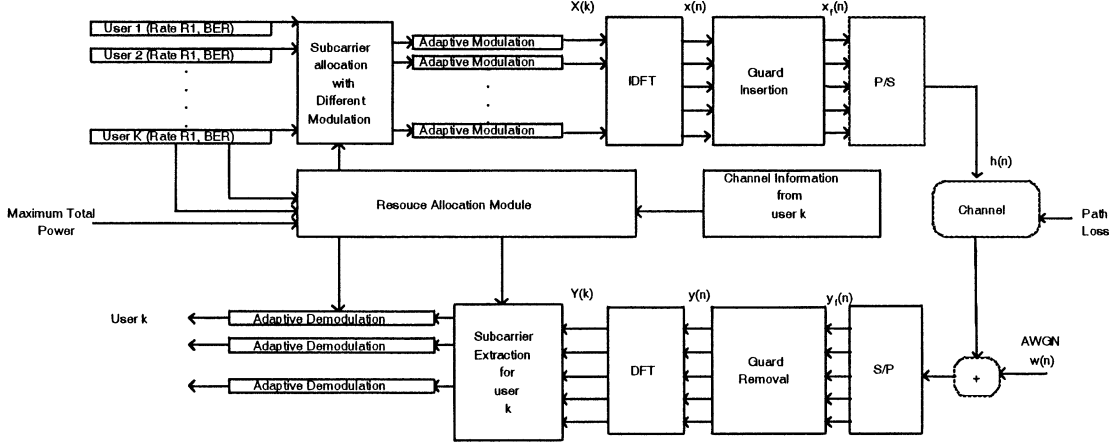 X(k)
x(n)
x_f(n)
User 1 (Rate R1, BER)
User 2 (Rate R1, BER)
User K (Rate R1, BER)
Subcarrier
allocation
with
Different
Modulation
Adaptive Modulation
Adaptive Modulation
Adaptive Modulation
IDFT
Guard
Insertion
P/S
h(n)
Maximum Total
Power
Resouce Allocation Module
Channel Information
from
user k
Channel
Path
Loss
User k
Adaptive Demodulation
Adaptive Demodulation
Adaptive Demodulation
Subcarrier
Extraction
for
user
k
Y(k)
DFT
y(n)
Guard
Removal
y_f(n)
S/P
+
AWGN
w(n)